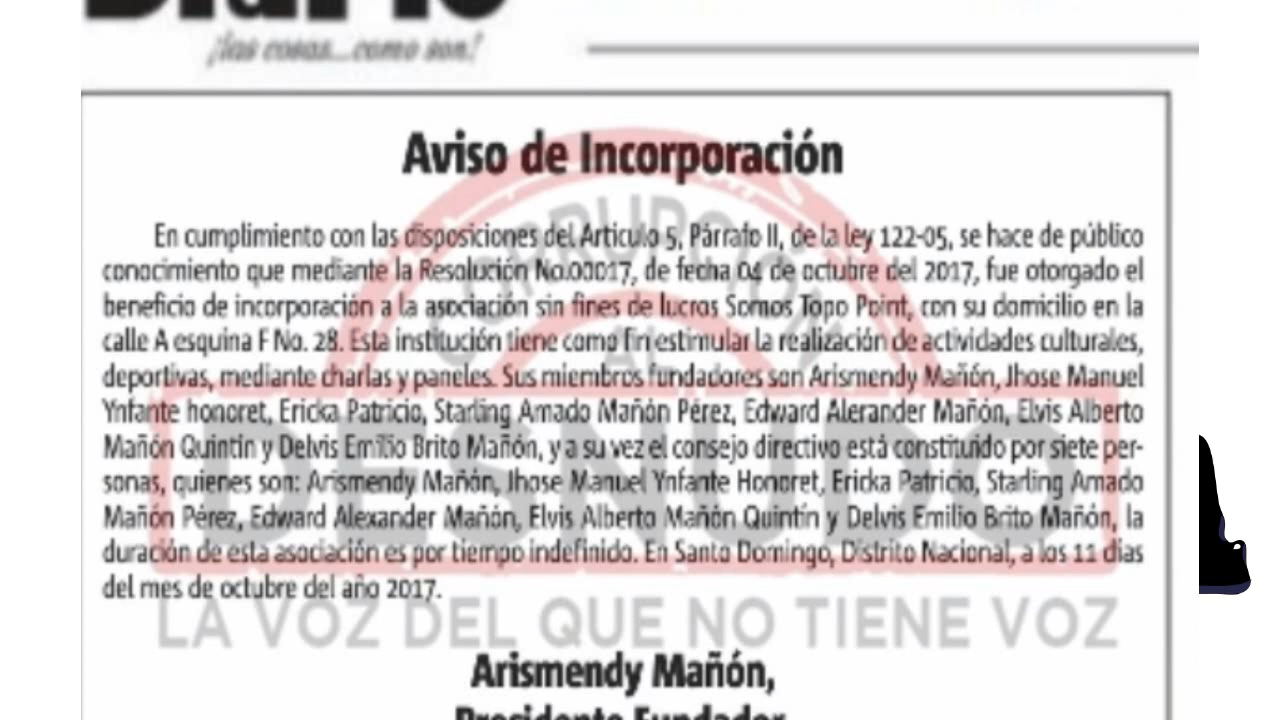 Diario
¡las cosas...como son!
Aviso de Incorporación
En cumplimiento con las disposiciones del Articulo 5, Párrafo II, de la ley 122-05, se hace de público
conocimiento que mediante la Resolución No.00017, de fecha 04 de octubre del 2017, fue otorgado el
beneficio de incorporación a la asociación sin fines de lucros Somos Topo Point, con su domicilio en la
calle A esquina F No. 28. Esta institución tiene como fin estimular la realización de actividades culturales,
deportivas, mediante charlas y paneles. Sus miembros fundadores son Arismendy Mañón, Jhose Manuel
Ynfante honoret, Ericka Patricio, Starling Amado Mañón Pérez, Edward Alerander Mañón, Elvis Alberto
Mañón Quintín y Delvis Emilio Brito Mañón, y a su vez el consejo directivo está constituido por siete per-
sonas, quienes son: Arismendy Mañón, Jhose Manuel Ynfante Honoret, Ericka Patricio, Starling Amado
Mañón Pérez, Edward Alexander Mañón, Elvis Alberto Mañón Quintín y Delvis Emilio Brito Mañón, la
duración de esta asociación es por tiempo indefinido. En Santo Domingo, Distrito Nacional, a los 11 dias
del mes de octubre del año 2017.
CORRUPCION
AL
DESNUDO
LA VOZ DEL QUE NO TIENE VOZ
Arismendy Mañón,
Presidente Fundador